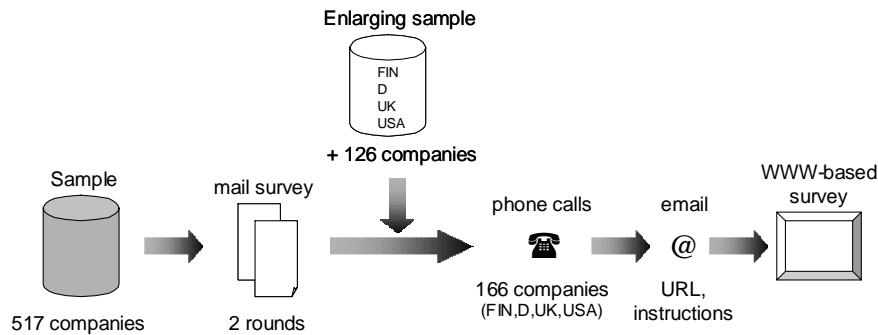 Enlarging sample
FIN
D
UK
USA
+ 126 companies
Sample
517 companies
mail survey
2 rounds
phone calls
166 companies
(FIN,D,UK,USA)
email
@
URL,
instructions
WWW-based
survey